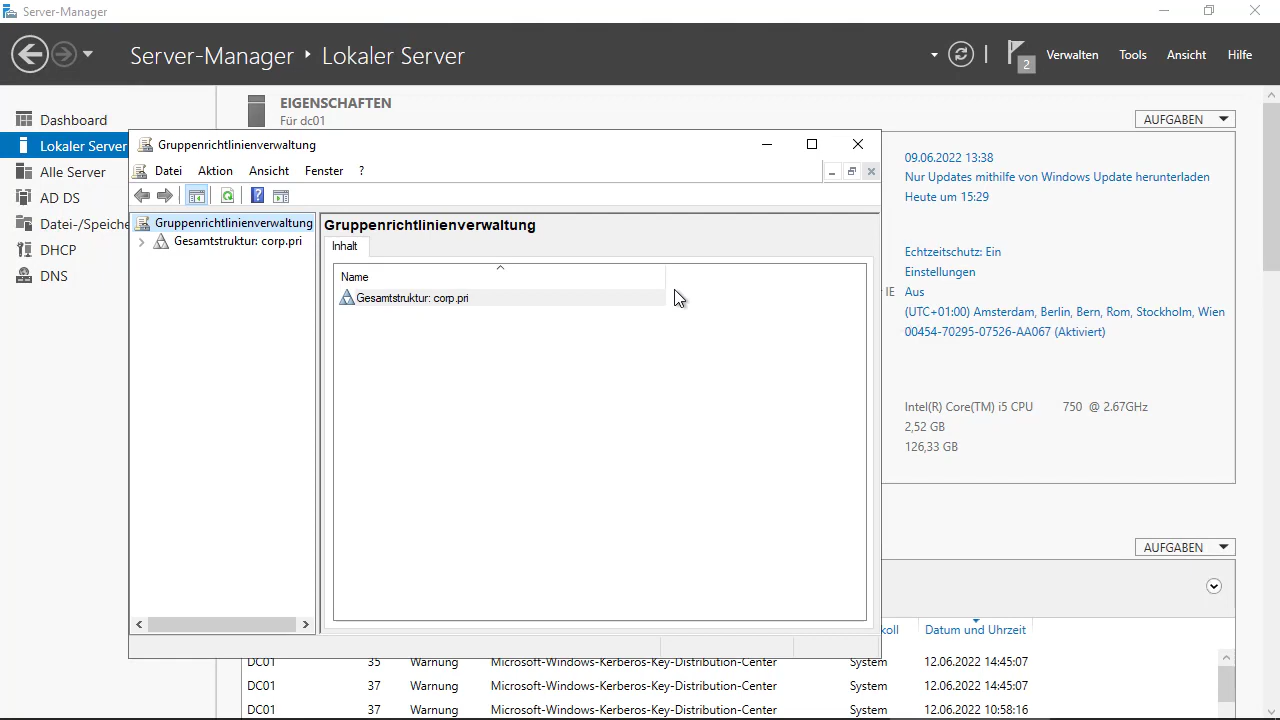 Server-Manager
Server-Manager ‣ Lokaler Server
2
Verwalten Tools Ansicht Hilfe
Dashboard
Lokaler Server
Alle Server
AD DS
Datei-/Speiche
DHCP
DNS
EIGENSCHAFTEN
Für dc01
AUFGABEN
Gruppenrichtlinienverwaltung
Datei Aktion Ansicht Fenster ?
Gruppenrichtlinienverwaltung
Gesamtstruktur: corp.pri
Gruppenrichtlinienverwaltung
Inhalt
Name
Gesamtstruktur: corp.pri
09.06.2022 13:38
Nur Updates mithilfe von Windows Update herunterladen
Heute um 15:29
Echtzeitschutz: Ein
Einstellungen
IE Aus
(UTC+01:00) Amsterdam, Berlin, Bern, Rom, Stockholm, Wien
00454-70295-07526-AA067 (Aktiviert)
Intel(R) Core(TM) i5 CPU 750 @ 2.67GHz
2,52 GB
126,33 GB
AUFGABEN
koll Datum und Uhrzeit
DC01 35 Warnung Microsoft-Windows-Kerberos-Key-Distribution-Center System 12.06.2022 14:45:07
DC01 37 Warnung Microsoft-Windows-Kerberos-Key-Distribution-Center System 12.06.2022 14:45:07
DC01 37 Warnung Microsoft-Windows-Kerberos-Key-Distribution-Center System 12.06.2022 10:58:16